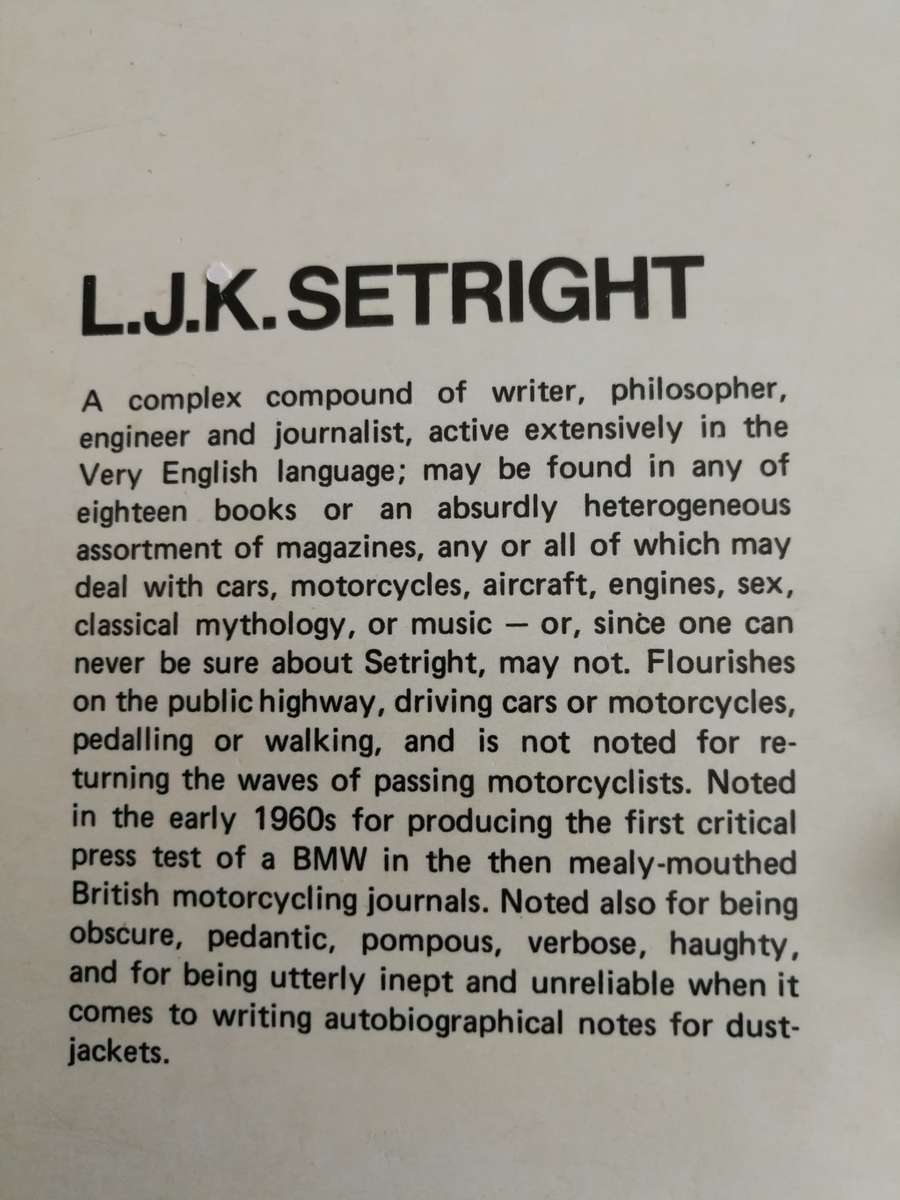 L.J.K. SETRIGHT
A complex compound of writer, philosopher,
engineer and journalist, active extensively in the
Very English language; may be found in any of
eighteen books or an absurdly heterogeneous
assortment of magazines, any or all of which may
deal with cars, motorcycles, aircraft, engines, sex,
classical mythology, or music — or, since one can
never be sure about Setright, may not. Flourishes
on the public highway, driving cars or motorcycles,
pedalling or walking, and is not noted for re-
turning the waves of passing motorcyclists. Noted
in the early 1960s for producing the first critical
press test of a BMW in the then mealy-mouthed
British motorcycling journals. Noted also for being
obscure, pedantic, pompous, verbose, haughty,
and for being utterly inept and unreliable when it
comes to writing autobiographical notes for dust-
jackets.